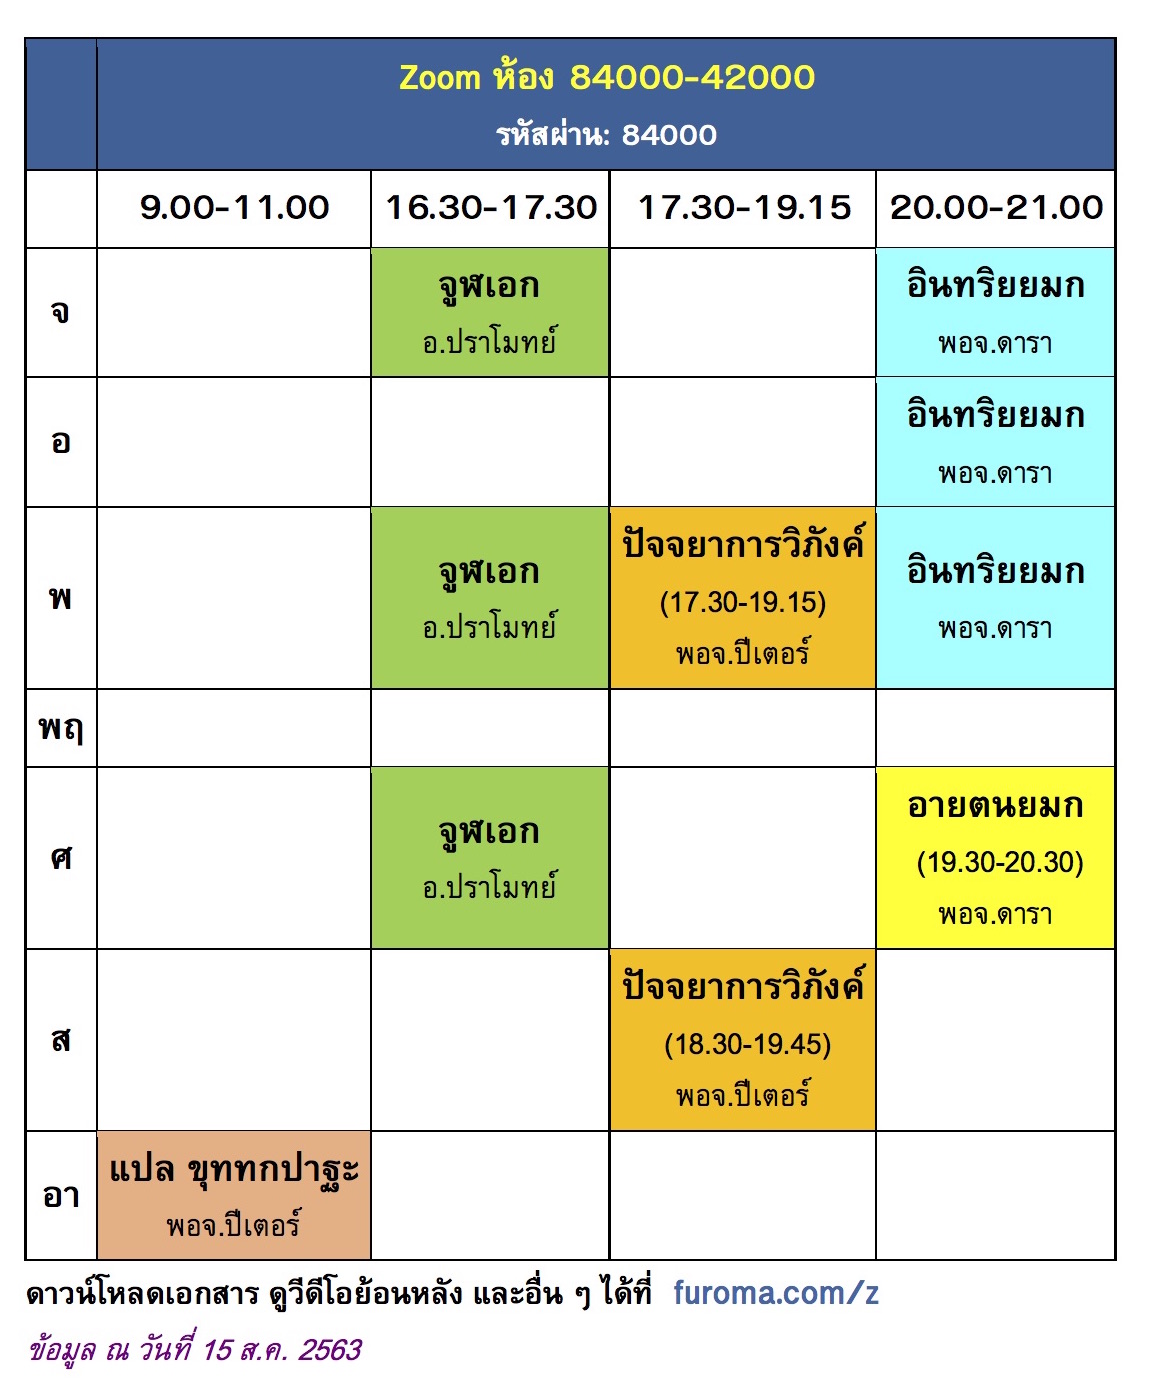 Zoom ห้อง 84000-42000
รหัสผ่าน: 84000
9.00-11.00 16.30-17.30 17.30-19.15 20.00-21.00
จ
จูฬเอก
อ.ปราโมทย์
อินทริยยมก
พอจ.ดารา
อ
อินทริยยมก
พอจ.ดารา
พ
จูฬเอก
อ.ปราโมทย์
ปัจจยาการวิภังค์
(17.30-19.15)
พอจ.ปีเตอร์
อินทริยยมก
พอจ.ดารา
พฤ
ศ
จูฬเอก
อ.ปราโมทย์
อายตนยมก
(19.30-20.30)
พอจ.ดารา
ส
ปัจจยาการวิภังค์
(18.30-19.45)
พอจ.ปีเตอร์
อา
แปล ขุททกปาฐะ
พอจ.ปีเตอร์
ดาวน์โหลดเอกสาร ดูวีดีโอย้อนหลัง และอื่น ๆ ได้ที่ furoma.com/z
ข้อมูล ณ วันที่ 15 ส.ค. 2563